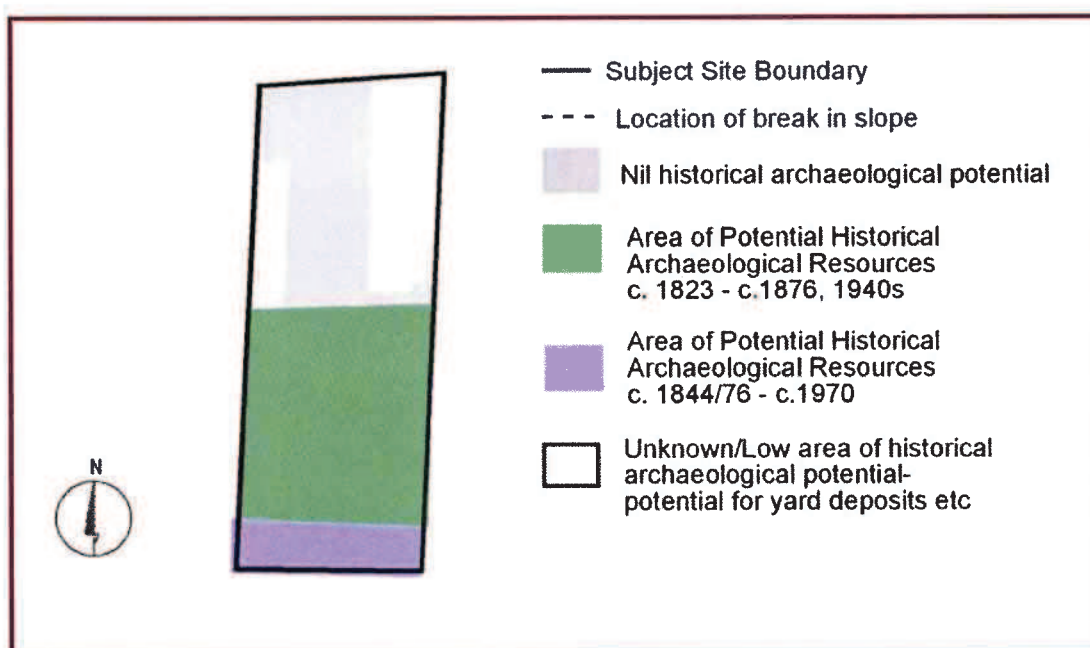 Subject Site Boundary
Location of break in slope
Nil historical archaeological potential
Area of Potential Historical
Archaeological Resources
c. 1823 - c.1876, 1940s
Area of Potential Historical
Archaeological Resources
c. 1844/76 - c.1970
Unknown/Low area of historical
archaeological potential-
potential for yard deposits etc
N